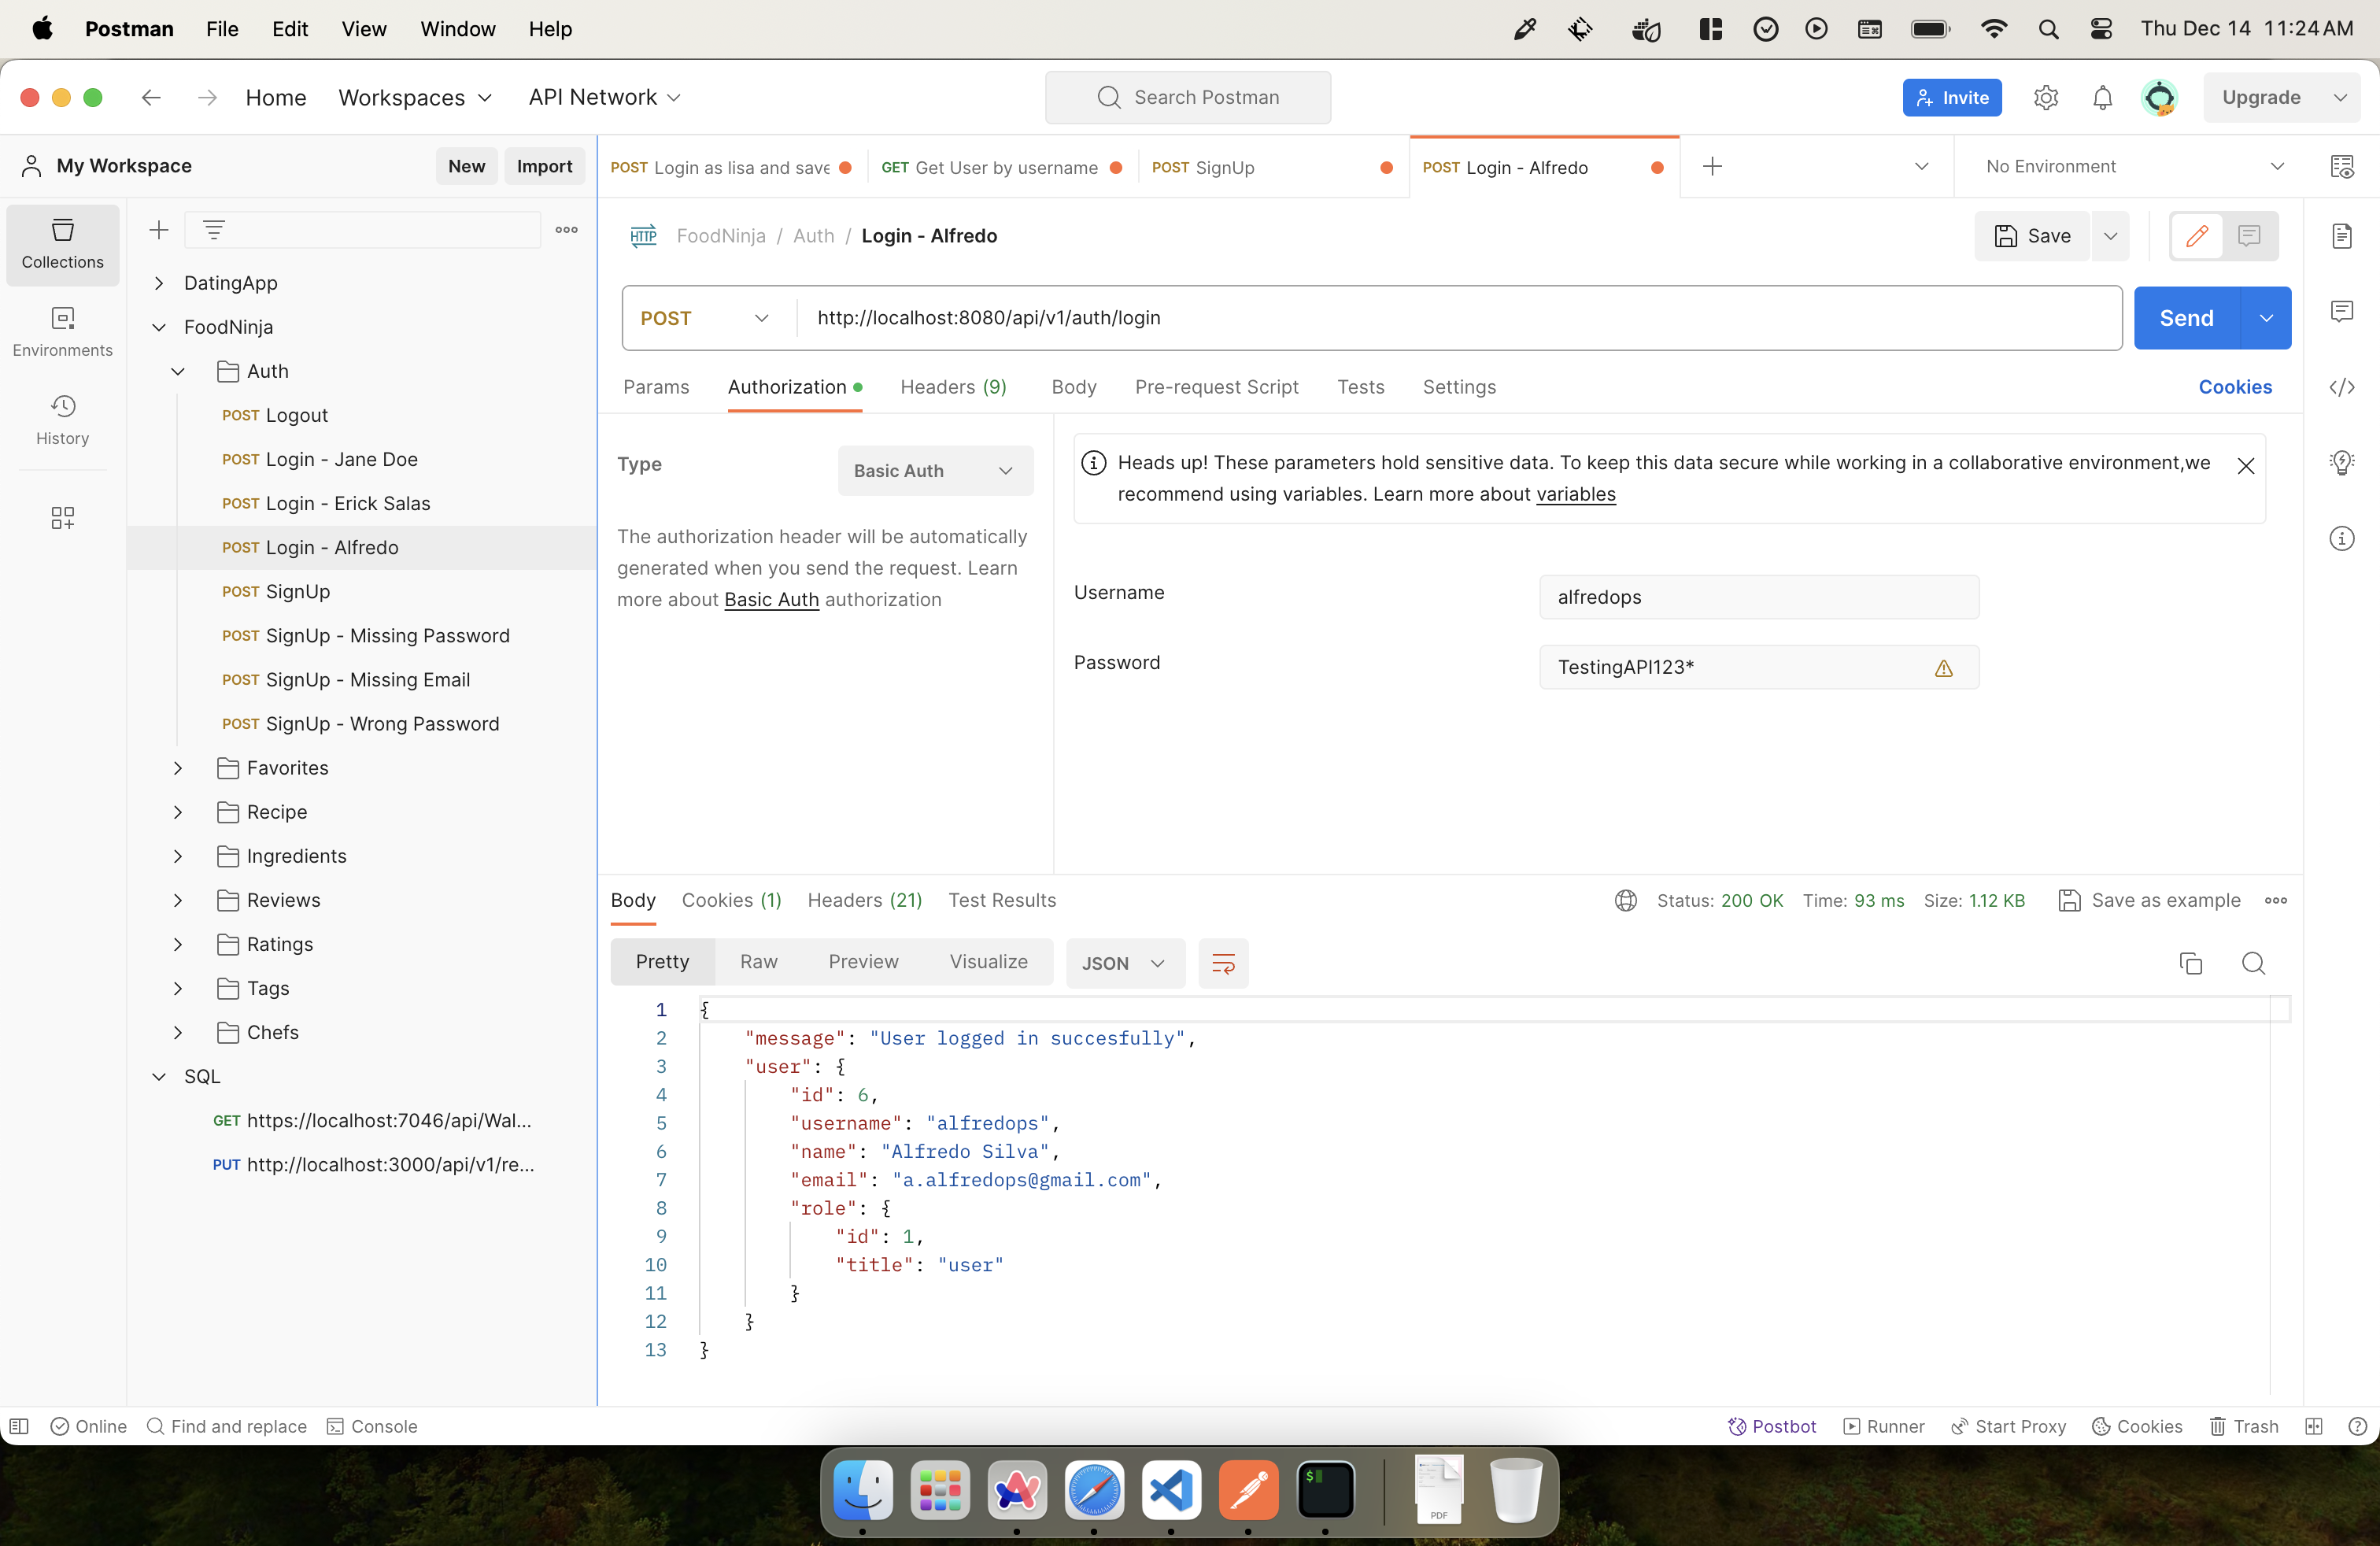 Postman File Edit View Window Help
Thu Dec 14 11:24 AM
Home Workspaces API Network
Search Postman
Invite
Upgrade
My Workspace
New
Import
POST Login as lisa and save
GET Get User by username
POST SignUp
POST Login - Alfredo
No Environment
Collections
Environments
History
DatingApp
FoodNinja
Auth
POST Logout
POST Login - Jane Doe
POST Login - Erick Salas
POST Login - Alfredo
POST SignUp
POST SignUp - Missing Password
POST SignUp - Missing Email
POST SignUp - Wrong Password
Favorites
Recipe
Ingredients
Reviews
Ratings
Tags
Chefs
SQL
GET https://localhost:7046/api/Wal...
PUT http://localhost:3000/api/v1/re...
HTTP FoodNinja / Auth / Login - Alfredo
Save
POST http://localhost:8080/api/v1/auth/login
Send
Params Authorization Headers (9) Body Pre-request Script Tests Settings
Cookies
Type
Basic Auth
The authorization header will be automatically
generated when you send the request. Learn
more about Basic Auth authorization
Heads up! These parameters hold sensitive data. To keep this data secure while working in a collaborative environment,we
recommend using variables. Learn more about variables
Username
alfredops
Password
TestingAPI123*
Body Cookies (1) Headers (21) Test Results
Status: 200 OK Time: 93 ms Size: 1.12 KB
Save as example
Pretty Raw Preview Visualize JSON
1 {
2 "message": "User logged in succesfully",
3 "user": {
4 "id": 6,
5 "username": "alfredops",
6 "name": "Alfredo Silva",
7 "email": "a.alfredops@gmail.com",
8 "role": {
9 "id": 1,
10 "title": "user"
11 }
12 }
13 }
Online Find and replace Console
Postbot Runner Start Proxy Cookies Trash
$
PDF